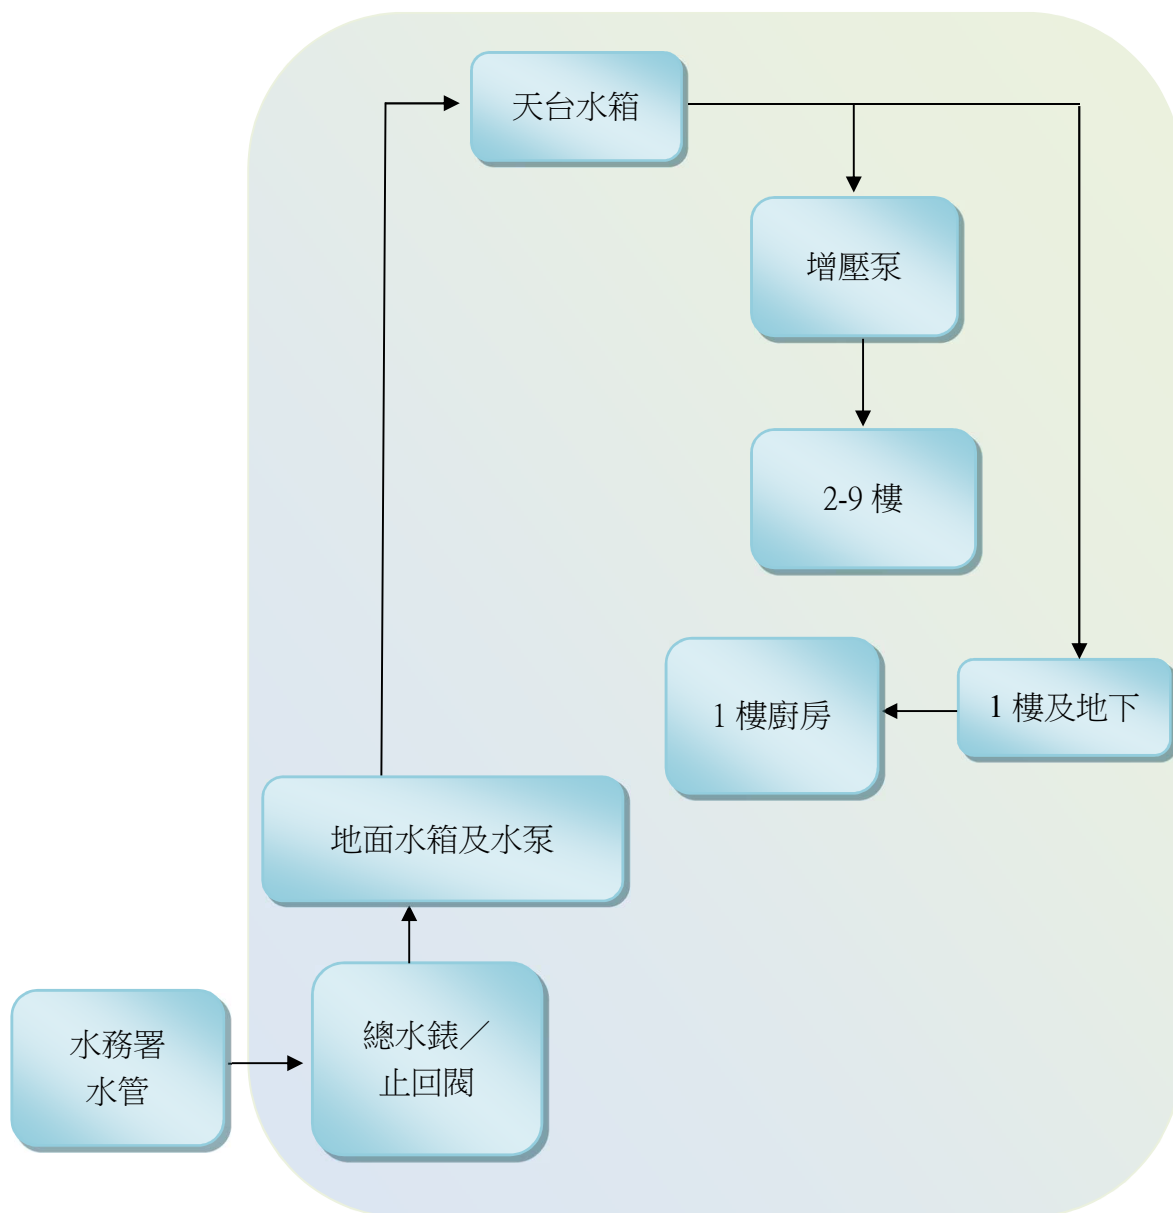 天台水箱
增壓泵
2-9 樓
1 樓廚房
1 樓及地下
地面水箱及水泵
水務署
水管
總水錶／
止回閥